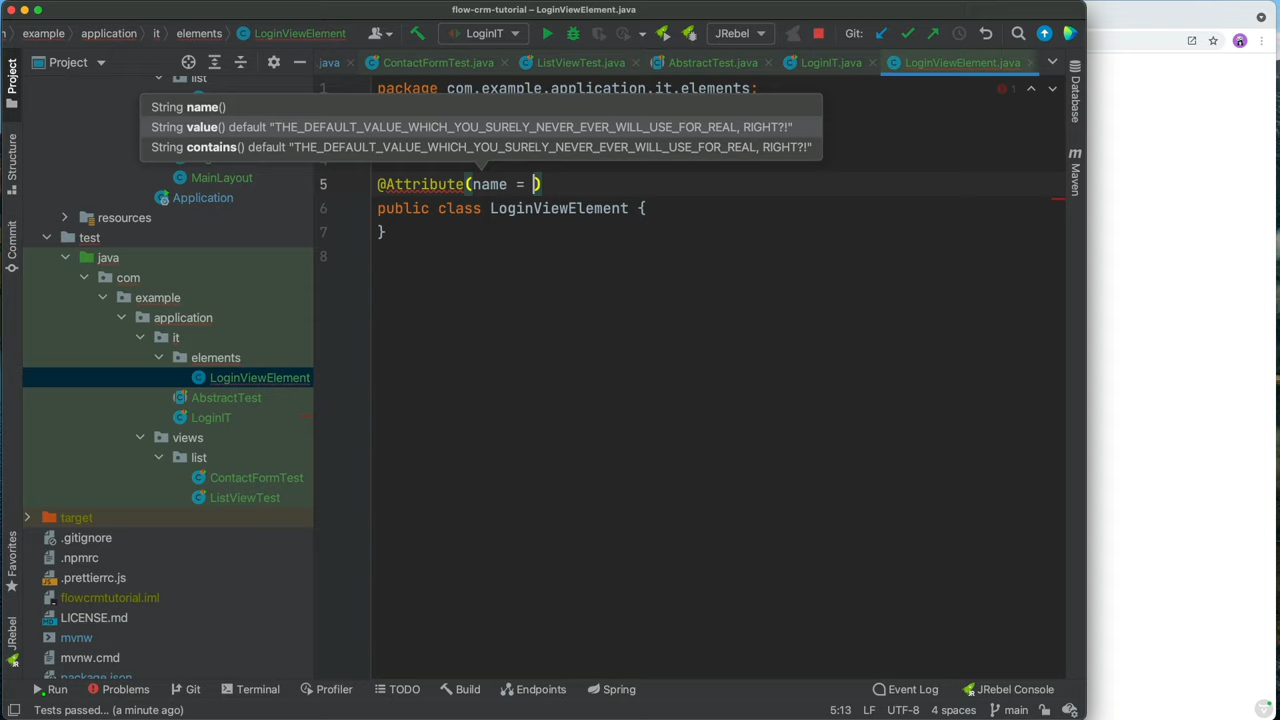 flow-crm-tutorial – LoginViewElement.java
example
application
it
elements
LoginViewElement
LoginIT
JRebel
Git:
Project
.java
ContactFormTest.java
ListViewTest.java
AbstractTest.java
LoginIT.java
LoginViewElement.java
list
1
package com.example.application.it.elements;
1
String name()
String value() default "THE_DEFAULT_VALUE_WHICH_YOU_SURELY_NEVER_EVER_WILL_USE_FOR_REAL, RIGHT?!"
String contains() default "THE_DEFAULT_VALUE_WHICH_YOU_SURELY_NEVER_EVER_WILL_USE_FOR_REAL, RIGHT?!"
MainLayout
5
@Attribute(name = )
Application
6
public class LoginViewElement {
resources
7
}
test
8
java
com
example
application
it
elements
LoginViewElement
AbstractTest
LoginIT
views
list
ContactFormTest
ListViewTest
target
.gitignore
.npmrc
.prettierrc.js
flowcrmtutorial.iml
LICENSE.md
mvnw
mvnw.cmd
package.json
Project
Structure
Commit
Favorites
JRebel
Database
m
Maven
Run
Problems
Git
Terminal
Profiler
TODO
Build
Endpoints
Spring
Event Log
JRebel Console
Tests passed... (a minute ago)
5:13
LF
UTF-8
4 spaces
main